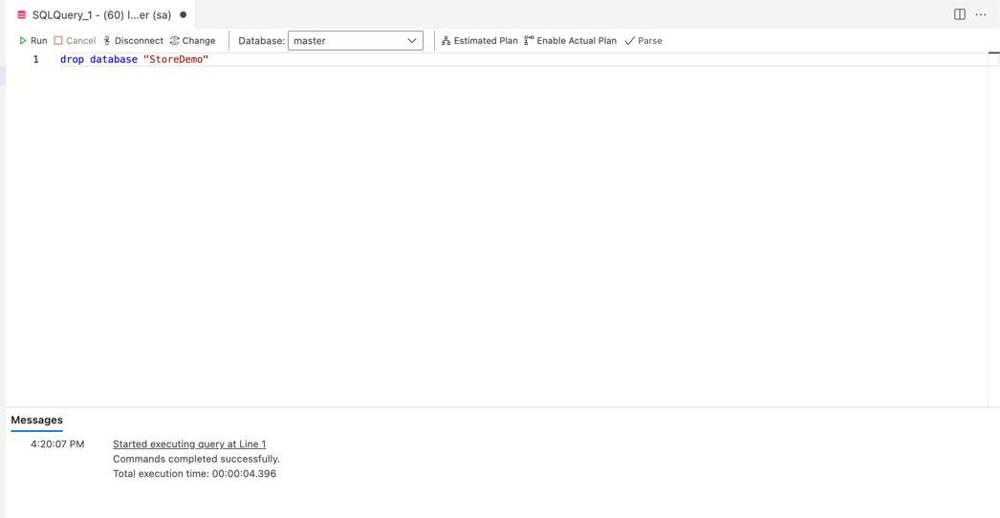 SQLQuery_1 - (60) l...er (sa)
Run Cancel Disconnect Change Database: master Estimated Plan Enable Actual Plan Parse
1 drop database "StoreDemo"
Messages
4:20:07 PM Started executing query at Line 1
Commands completed successfully.
Total execution time: 00:00:04.396